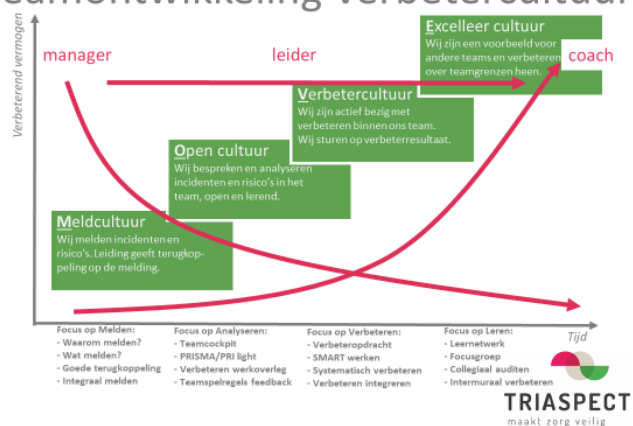 Verbetercultuur
Verbeterend vermogen
manager
leider
coach
Excelleer cultuur
Wij zijn een voorbeeld voor
andere teams en verbeteren
over teamgrenzen heen.
Verbetercultuur
Wij zijn actief bezig met
verbeteren binnen ons team.
Wij sturen op verbeterresultaat.
Open cultuur
Wij bespreken en analyseren
incidenten en risico's in het
team, open en lerend.
Meldcultuur
Wij melden incidenten en
risico's. Leiding geeft terugkop-
peling op de melding.
Tijd
Focus op Melden:
- Waarom melden?
- Wat melden?
- Goede terugkoppeling
- Integraal melden
Focus op Analyseren:
- Teamcockpit
- PRISMA/PRI light
- Verbeteren werkoverleg
- Teamspelregels feedback
Focus op Verbeteren:
- Verbeteropdracht
- SMART werken
- Systematisch verbeteren
- Verbeteren integreren
Focus op Leren:
- Leernetwerk
- Focusgroep
- Collegiaal auditen
- Intermuraal verbeteren
TRIASPECT
maakt zorg veilig